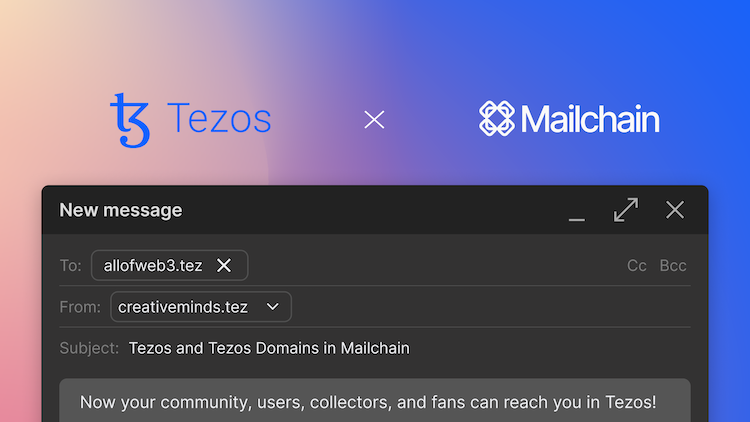 Tezos × Mailchain
New message
To: allofweb3.tez Cc Bcc
From: creativeminds.tez
Subject: Tezos and Tezos Domains in Mailchain
Now your community, users, collectors, and fans can reach you in Tezos!